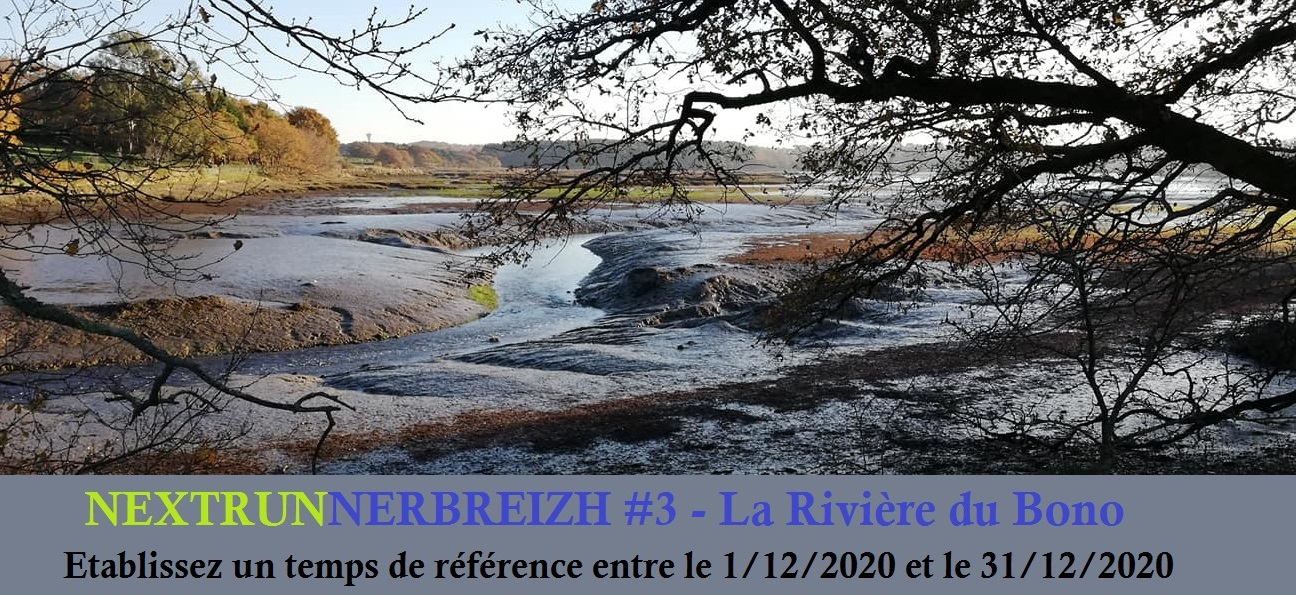 NEXTRUNNERBREIZH #3 - La Rivière du Bono
Etablissez un temps de référence entre le 1/12/2020 et le 31/12/2020